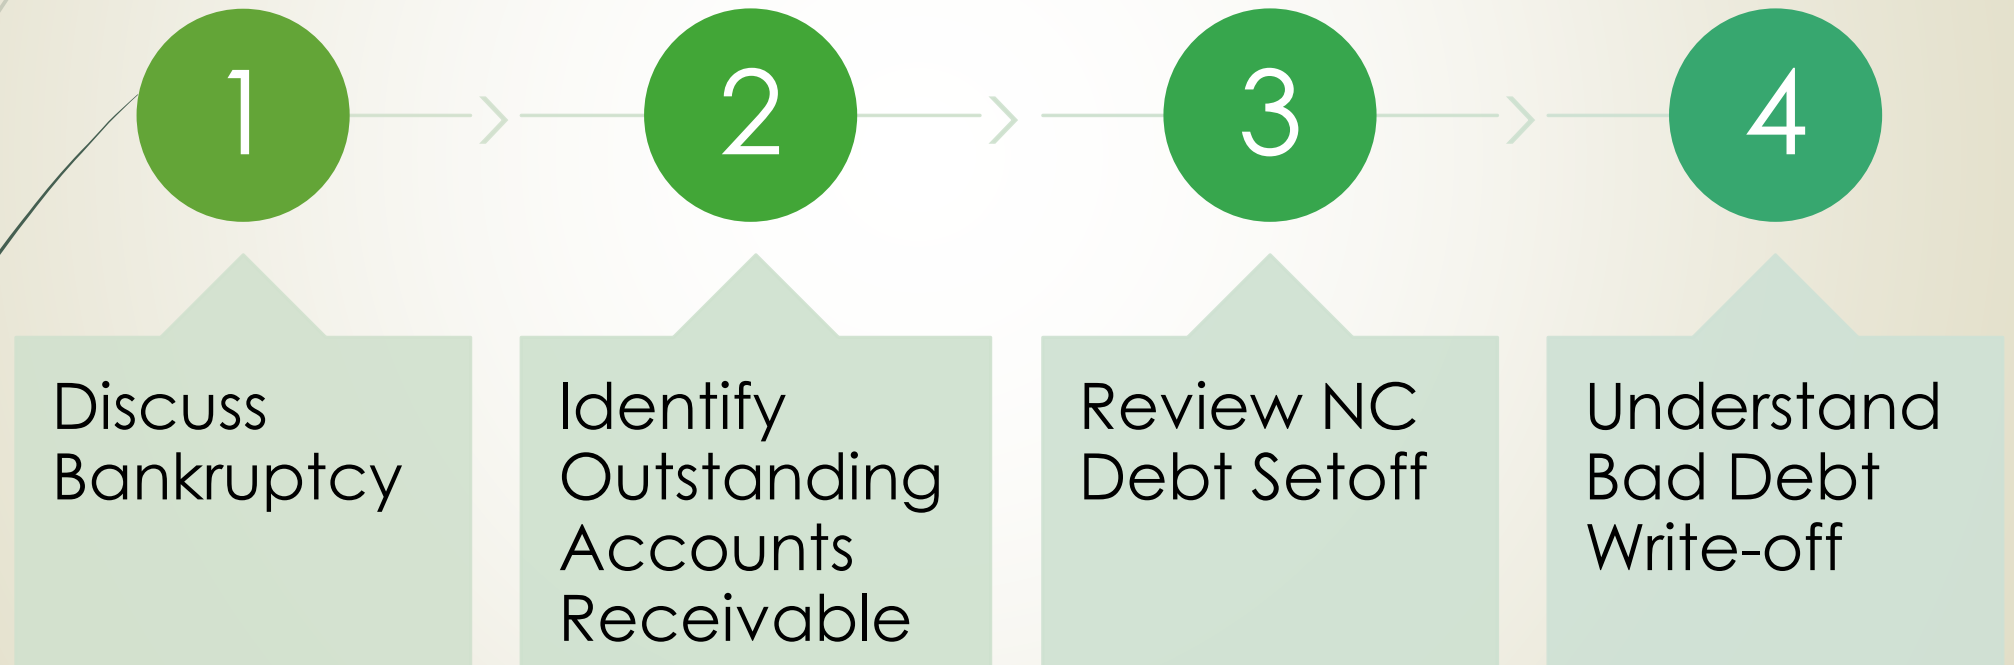 1
2
3
4
Discuss
Bankruptcy
Identify
Outstanding
Accounts
Receivable
Review NC
Debt Setoff
Understand
Bad Debt
Write-off